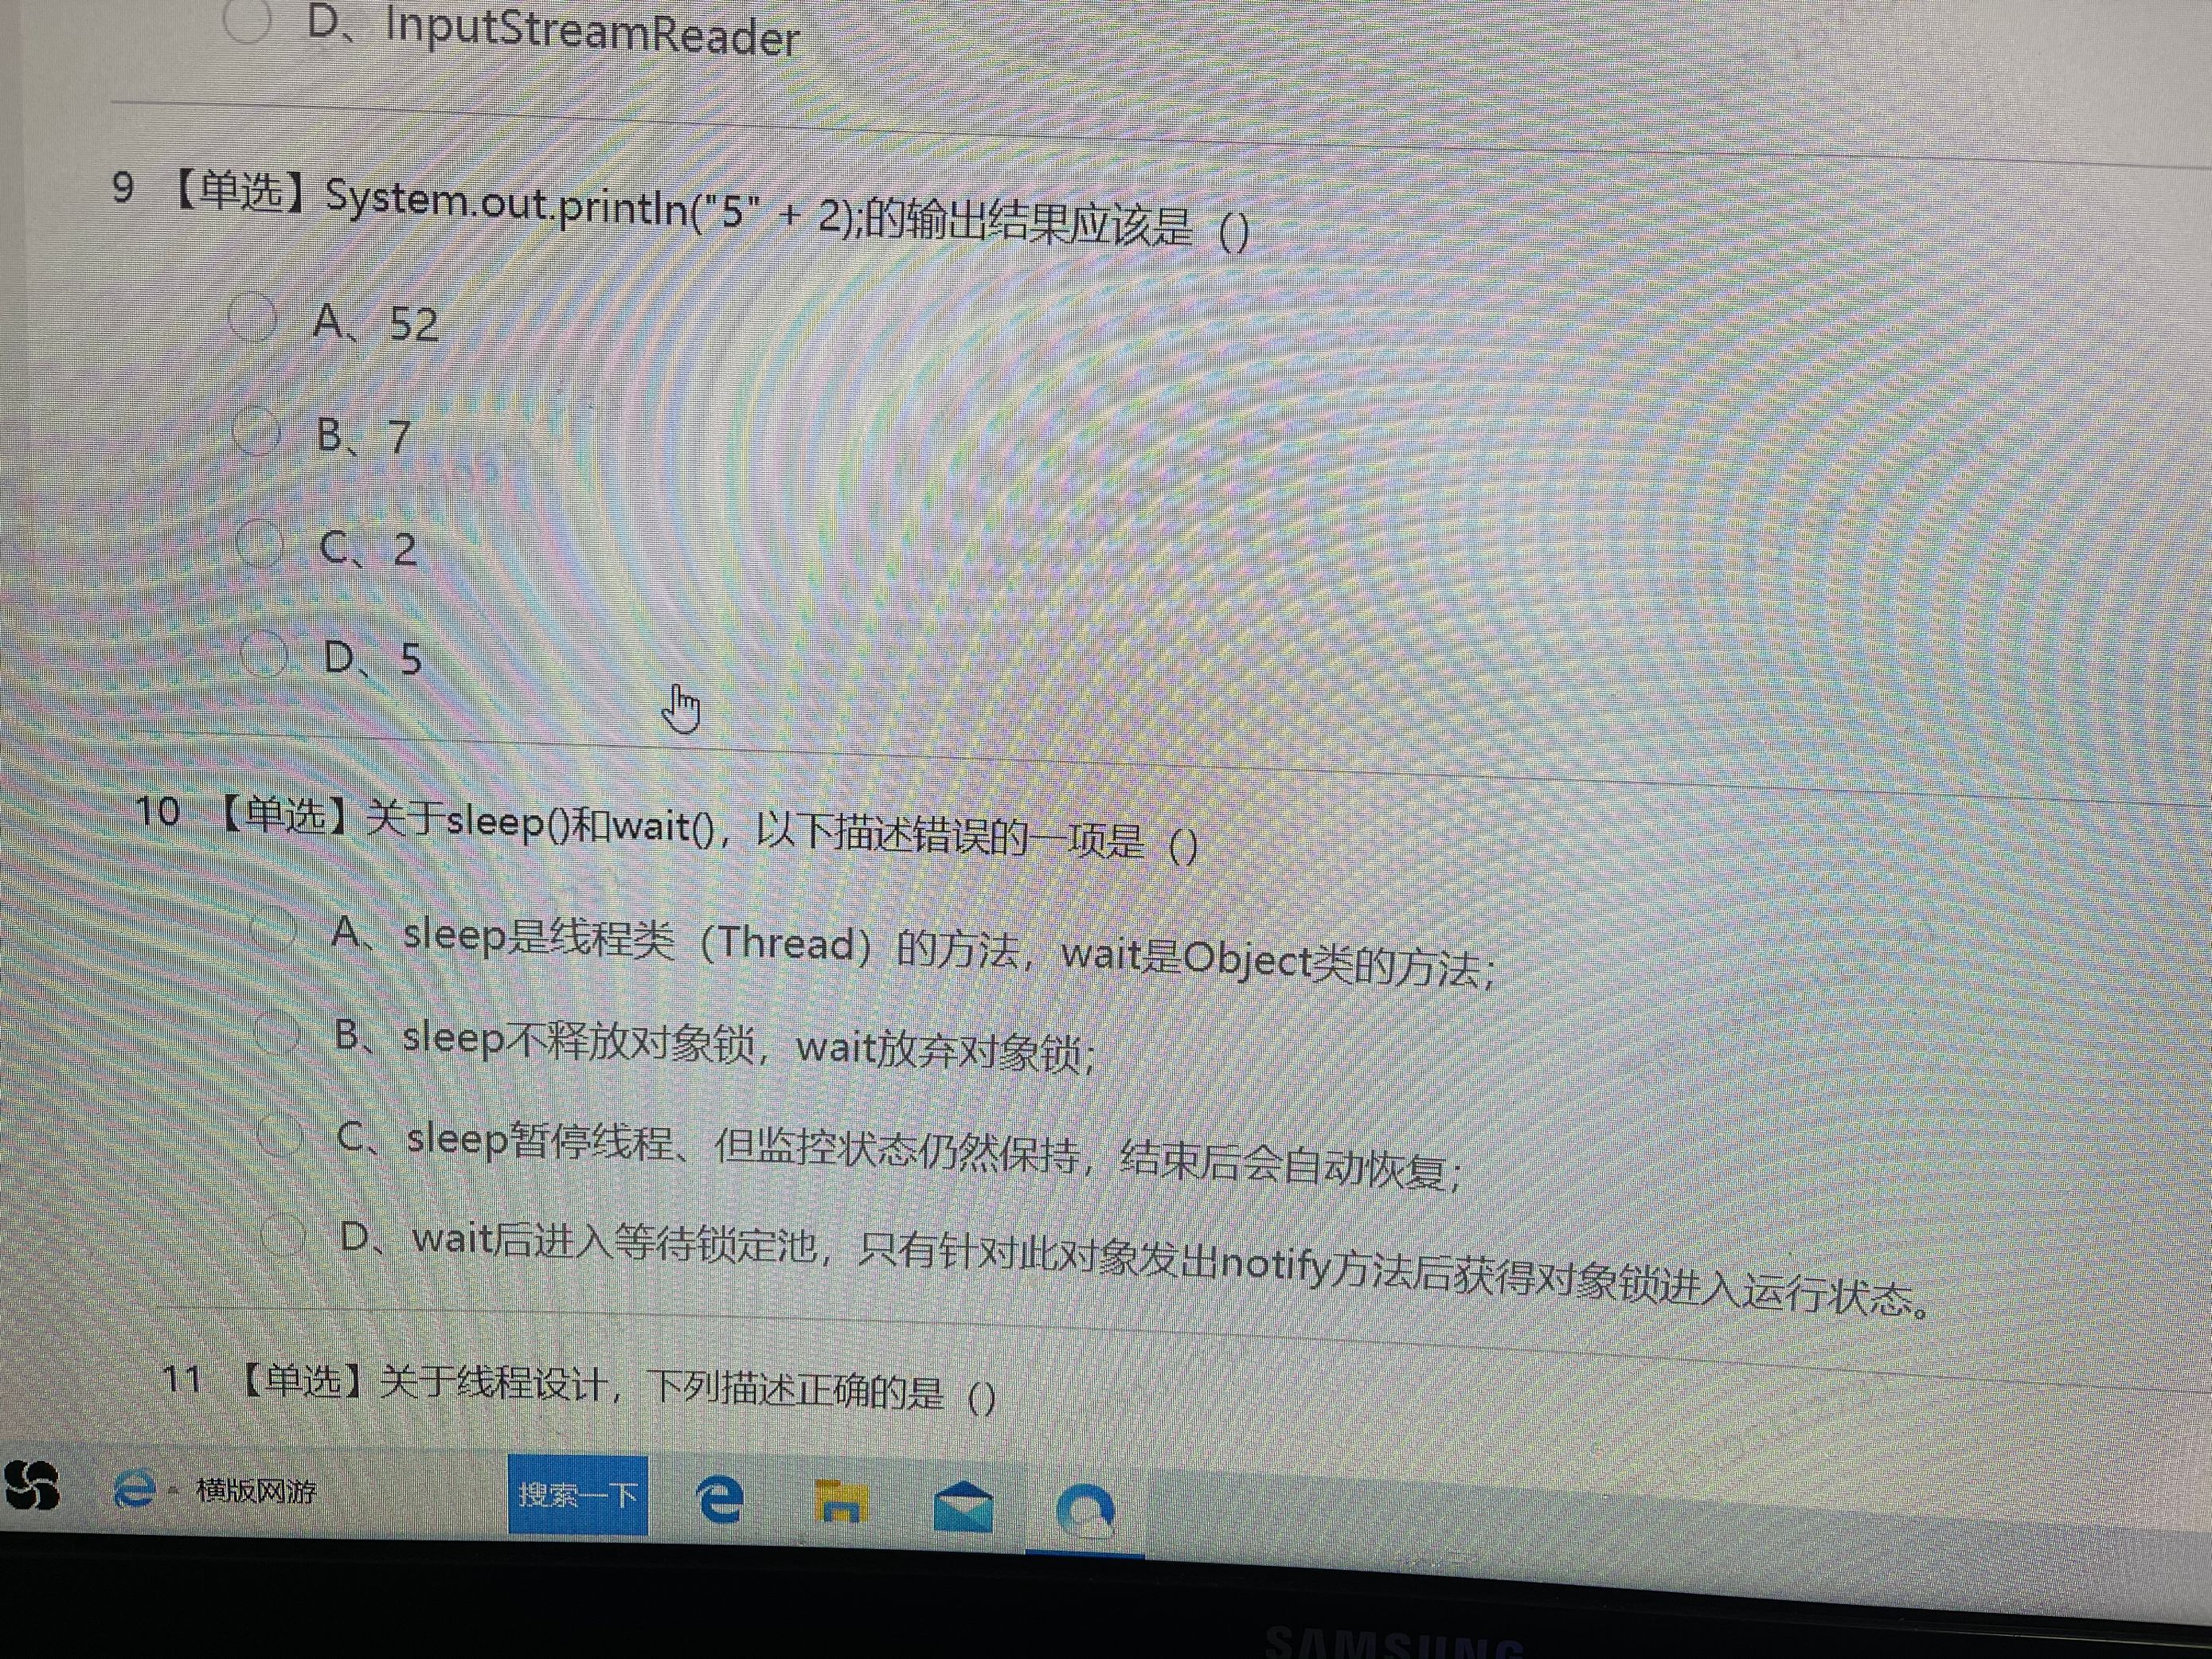 D、InputStreamReader
9 【单选】System.out.println("5" + 2);的输出结果应该是（）
A、52
B、7
C、2
D、5
10 【单选】关于sleep()和wait()，以下描述错误的一项是（）
A、sleep是线程类（Thread）的方法，wait是Object类的方法；
B、sleep不释放对象锁，wait放弃对象锁；
C、sleep暂停线程、但监控状态仍然保持，结束后会自动恢复；
D、wait后进入等待锁定池，只有针对此对象发出notify方法后获得对象锁进入运行状态。
11 【单选】关于线程设计，下列描述正确的是（）
横版网游
搜索一下
SAMSUNG